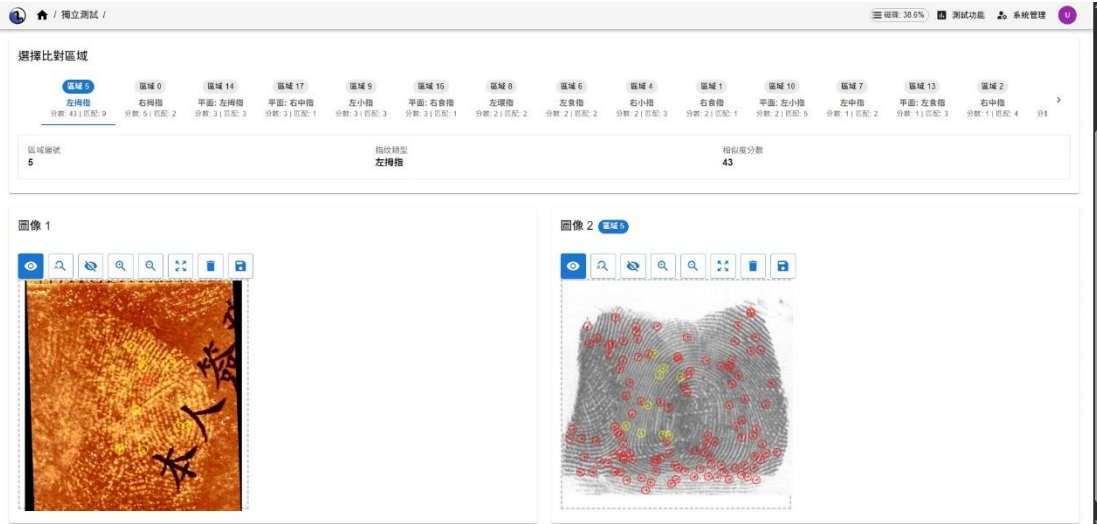 / 獨立測試 /
磁碟: 38.6%
測試功能
系統管理
U
選擇比對區域
區域 5
左拇指
分數: 43 | 匹配: 9
區域 0
右拇指
分數: 5 | 匹配: 2
區域 14
平面: 左拇指
分數: 3 | 匹配: 3
區域 17
平面: 右中指
分數: 3 | 匹配: 1
區域 9
左小指
分數: 3 | 匹配: 3
區域 16
平面: 右食指
分數: 3 | 匹配: 1
區域 8
左環指
分數: 2 | 匹配: 2
區域 6
左食指
分數: 2 | 匹配: 2
區域 4
右小指
分數: 2 | 匹配: 3
區域 1
右食指
分數: 2 | 匹配: 1
區域 10
平面: 左小指
分數: 2 | 匹配: 5
區域 7
左中指
分數: 1 | 匹配: 2
區域 13
平面: 左食指
分數: 1 | 匹配: 3
區域 2
右中指
分數: 1 | 匹配: 4
區域編號
5
指紋類型
左拇指
相似度分數
43
圖像 1
圖像 2 區域 5
本人簽